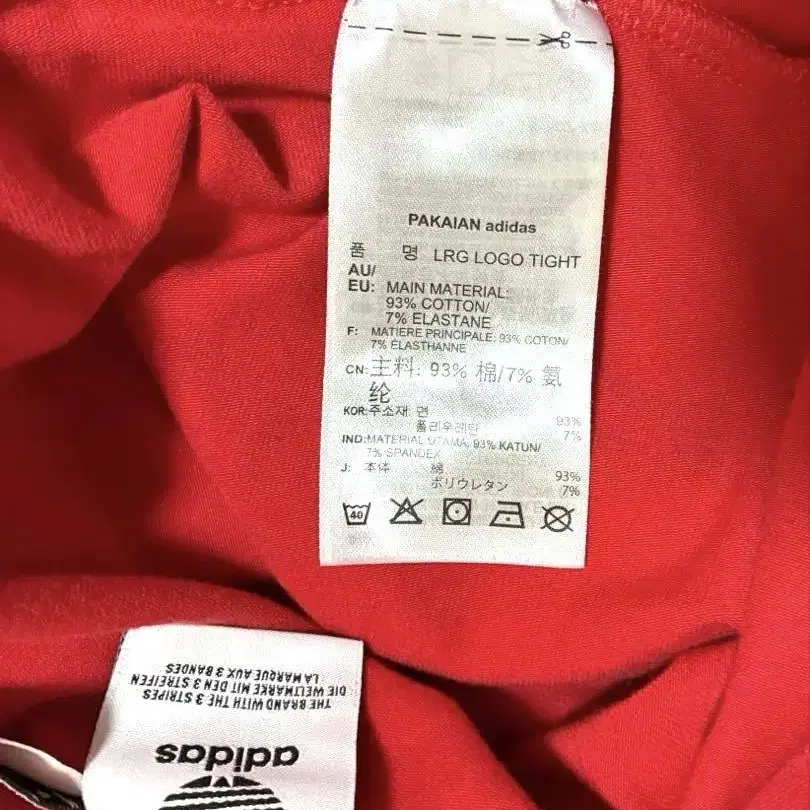 PAKAIAN adidas
품 명 LRG LOGO TIGHT
AU/
EU: MAIN MATERIAL:
93% COTTON/
7% ELASTANE
F: MATIERE PRINCIPALE: 93% COTON/
7% ELASTHANNE
CN:主料: 93% 棉/7% 氨
纶
KOR:주소재: 면 93%
폴리우레탄 7%
IND:MATERIAL UTAMA: 93% KATUN/
7% SPANDEX
J: 本体 綿 93%
ポリウレタン 7%
40
adidas
THE BRAND WITH THE 3 STRIPES
DIE WELTMARKE MIT DEN 3 STREIFEN
LA MARQUE AUX 3 BANDES